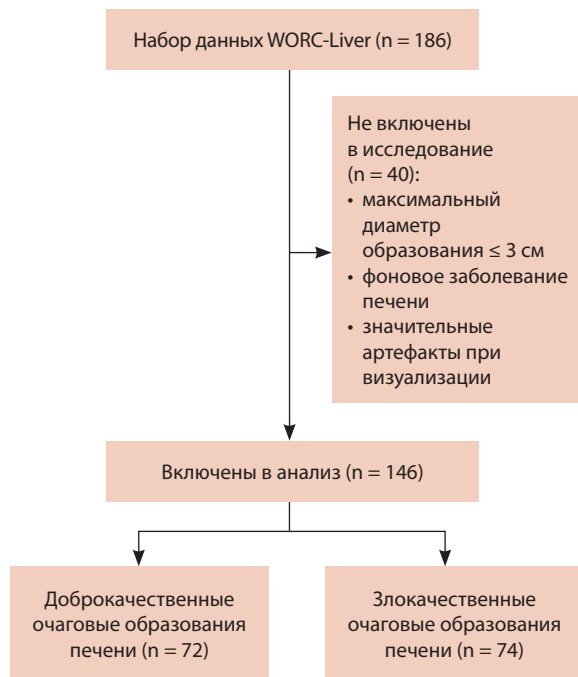 Набор данных WORC-Liver (n = 186)
Не включены
в исследование
(n = 40):
• максимальный
диаметр
образования ≤ 3 см
• фоновое заболевание
печени
• значительные
артефакты при
визуализации
Включены в анализ (n = 146)
Доброкачественные
очаговые образования
печени (n = 72)
Злокачественные
очаговые образования
печени (n = 74)